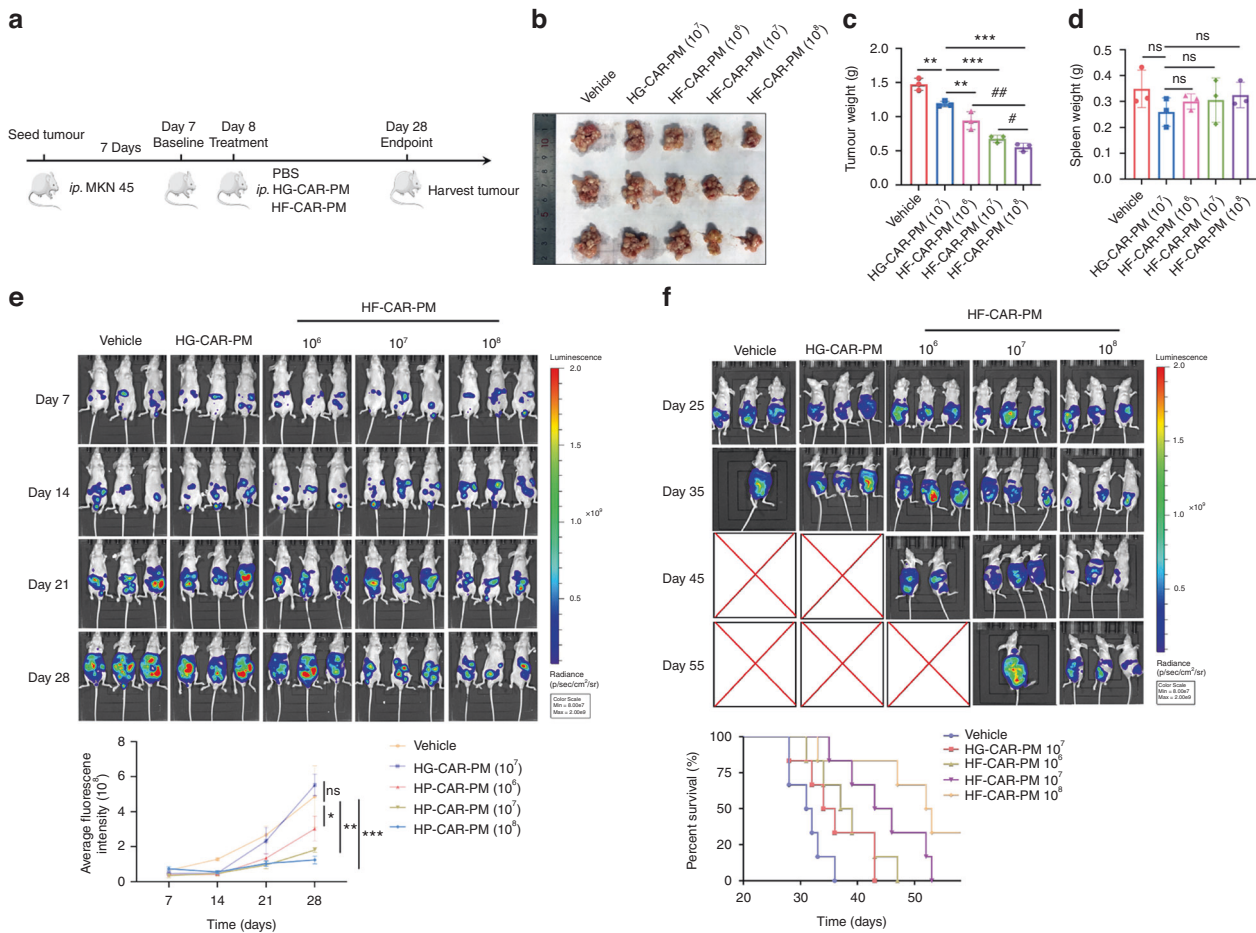 a
Seed tumour
7 Days
Day 7
Baseline
Day 8
Treatment
Day 28
Endpoint
ip. MKN 45
PBS
ip. HG-CAR-PM
HF-CAR-PM
Harvest tumour
b
Vehicle
HG-CAR-PM (10⁷)
HF-CAR-PM (10⁶)
HF-CAR-PM (10⁷)
HF-CAR-PM (10⁸)
c
Tumour weight (g)
2.0
1.5
1.0
0.5
0.0
***
**
***
**
##
#
Vehicle
HG-CAR-PM (10⁷)
HF-CAR-PM (10⁶)
HF-CAR-PM (10⁷)
HF-CAR-PM (10⁸)
d
Spleen weight (g)
0.5
0.4
0.3
0.2
0.1
0.0
ns
ns
ns
ns
Vehicle
HG-CAR-PM (10⁷)
HF-CAR-PM (10⁶)
HF-CAR-PM (10⁷)
HF-CAR-PM (10⁸)
e
HF-CAR-PM
Vehicle HG-CAR-PM 10⁶ 10⁷ 10⁸
Day 7
Day 14
Day 21
Day 28
Luminescence
2.0
1.5
1.0
×10⁹
0.5
Radiance
(p/sec/cm²/sr)
Color Scale
Min = 8.00e7
Max = 2.00e9
Average fluorescene
intensity (10⁸)
8
6
4
2
0
7 14 21 28
Time (days)
Vehicle
HG-CAR-PM (10⁷)
HP-CAR-PM (10⁶)
HP-CAR-PM (10⁷)
HP-CAR-PM (10⁸)
ns
*
**
***
f
HF-CAR-PM
Vehicle HG-CAR-PM 10⁶ 10⁷ 10⁸
Day 25
Day 35
Day 45
Day 55
Luminescence
2.0
1.5
1.0
×10⁹
0.5
Radiance
(p/sec/cm²/sr)
Color Scale
Min = 8.00e7
Max = 2.00e9
Percent survival (%)
100
75
50
20
0
20 30 40 50
Time (days)
Vehicle
HG-CAR-PM 10⁷
HF-CAR-PM 10⁶
HF-CAR-PM 10⁷
HF-CAR-PM 10⁸